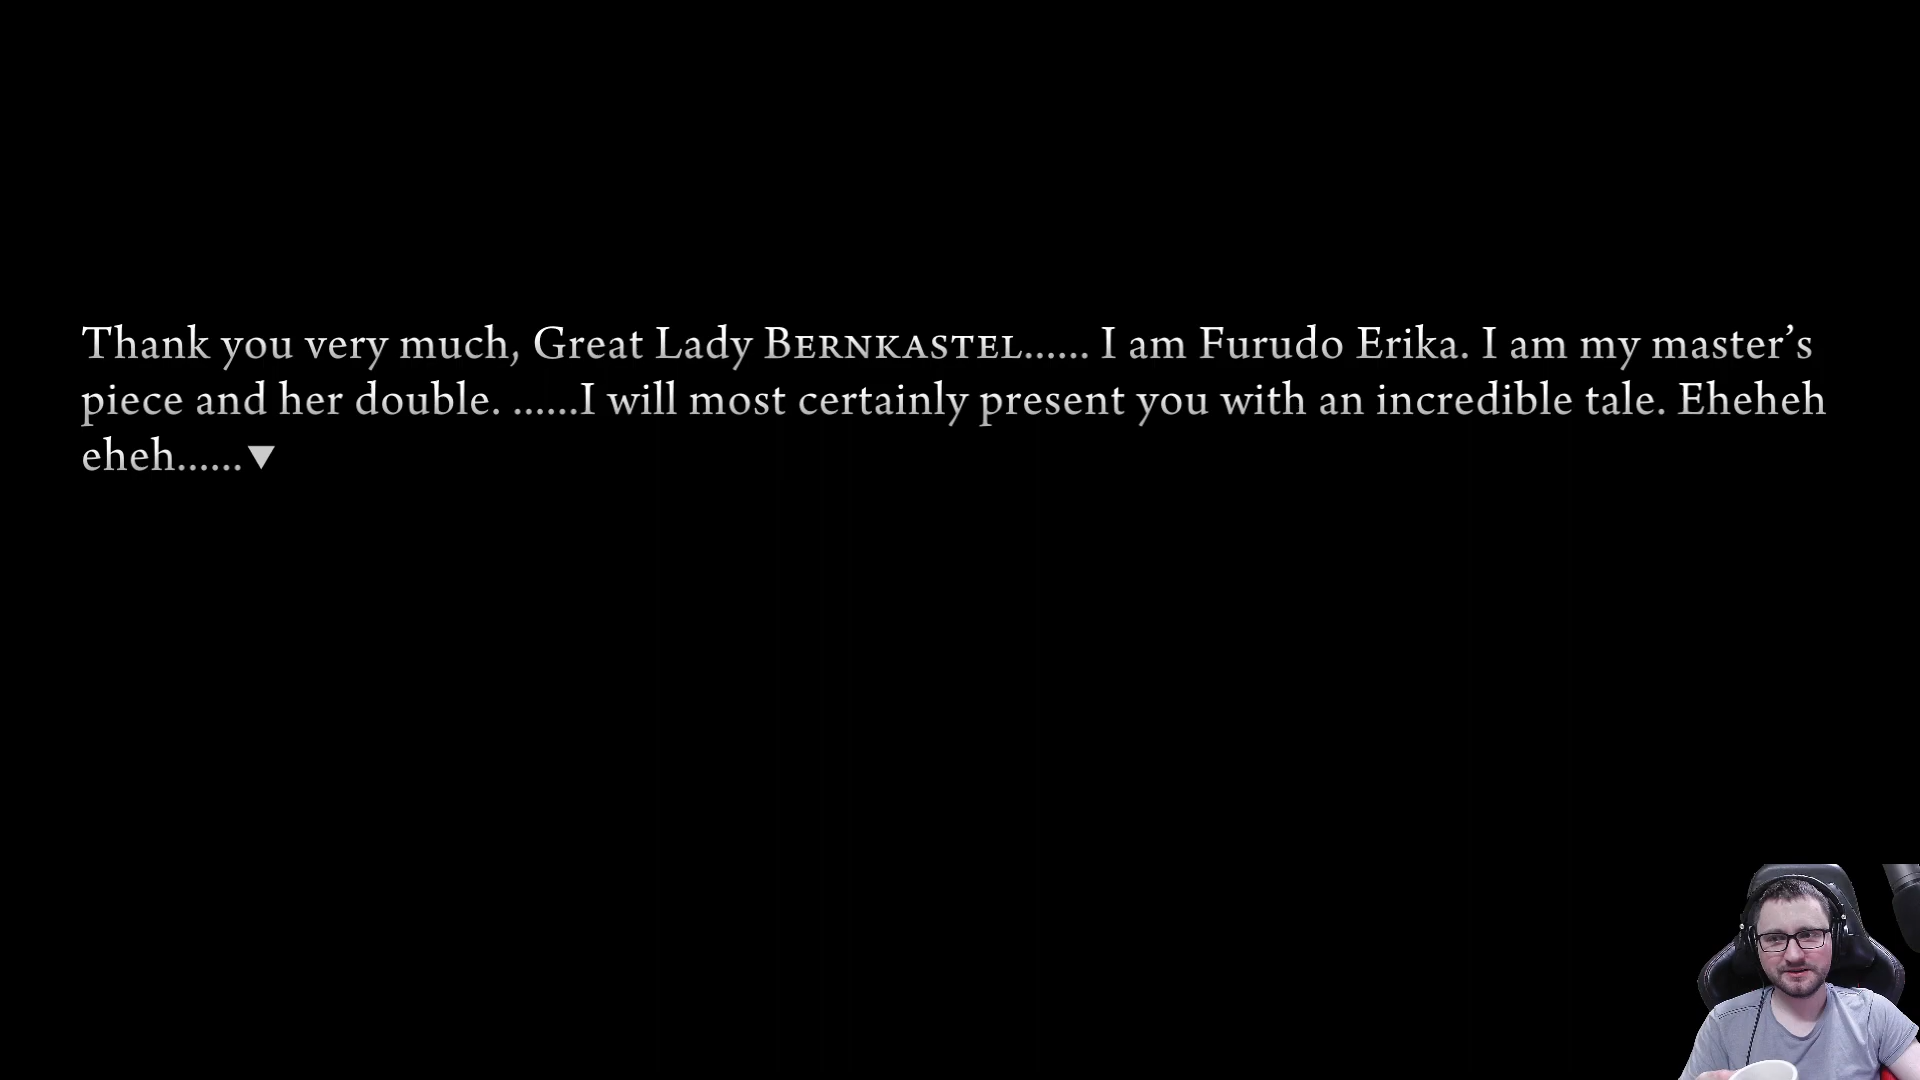 Thank you very much, Great Lady BERNKASTEL...... I am Furudo Erika. I am my master’s
piece and her double. ......I will most certainly present you with an incredible tale. Eheheh
eheh......▼